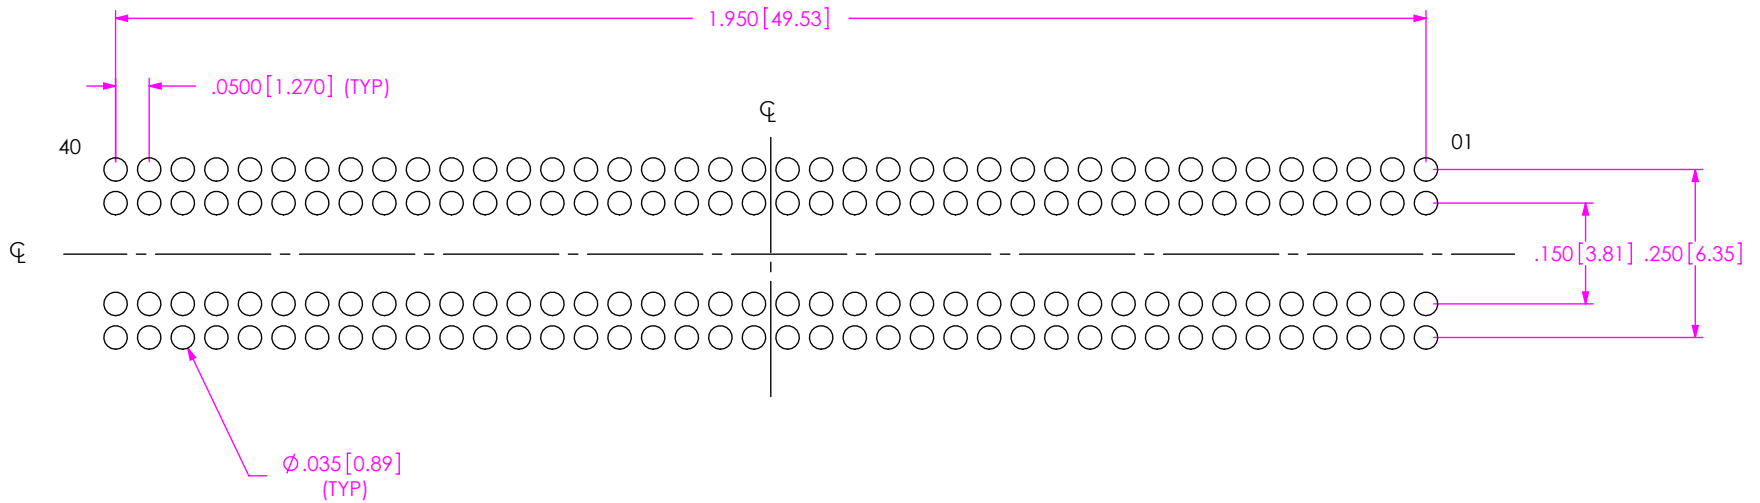 1.950 [49.53]
.0500 [1.270] (TYP)
℄
40
01
℄
.150 [3.81] .250 [6.35]
Ø.035 [0.89]
(TYP)